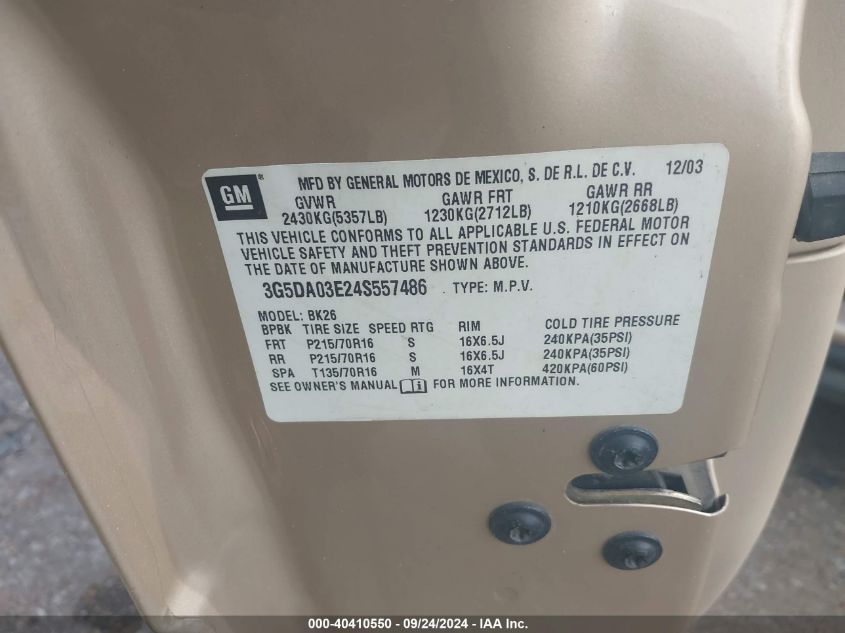 GM ® MFD BY GENERAL MOTORS DE MEXICO, S. DE R.L. DE C.V. 12/03
GVWR GAWR FRT GAWR RR
2430KG(5357LB) 1230KG(2712LB) 1210KG(2668LB)
THIS VEHICLE CONFORMS TO ALL APPLICABLE U.S. FEDERAL MOTOR
VEHICLE SAFETY AND THEFT PREVENTION STANDARDS IN EFFECT ON
THE DATE OF MANUFACTURE SHOWN ABOVE.
3G5DA03E24S557486 TYPE: M.P.V.
MODEL: BK26
BPBK TIRE SIZE SPEED RTG RIM COLD TIRE PRESSURE
FRT P215/70R16 S 16X6.5J 240KPA(35PSI)
RR P215/70R16 S 16X6.5J 240KPA(35PSI)
SPA T135/70R16 M 16X4T 420KPA(60PSI)
SEE OWNER'S MANUAL i FOR MORE INFORMATION.
000-40410550 - 09/24/2024 - IAA Inc.